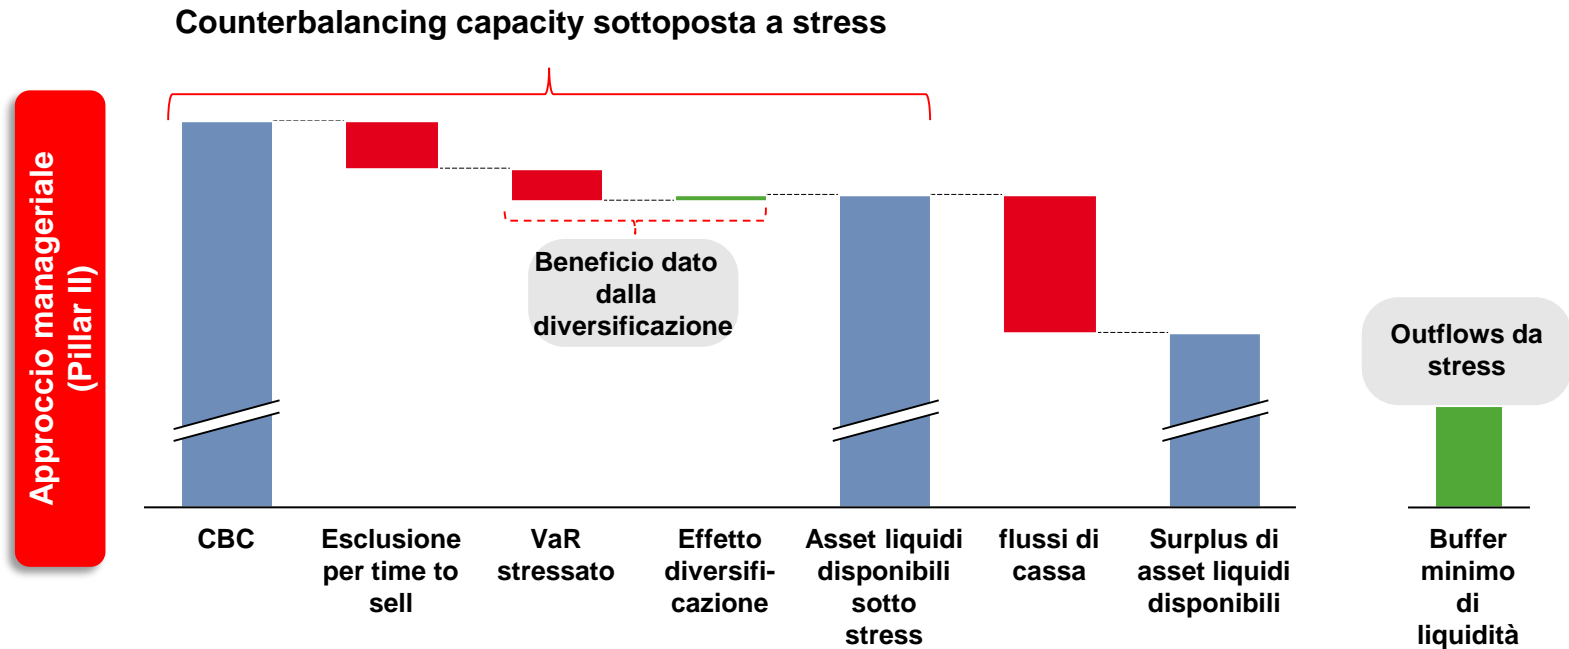 Counterbalancing capacity sottoposta a stress
Approccio manageriale
(Pillar II)
Beneficio dato
dalla
diversificazione
Outflows da
stress
CBC
Esclusione
per time to
sell
VaR
stressato
Effetto
diversifi-
cazione
Asset liquidi
disponibili
sotto
stress
flussi di
cassa
Surplus di
asset liquidi
disponibili
Buffer
minimo
di
liquidità